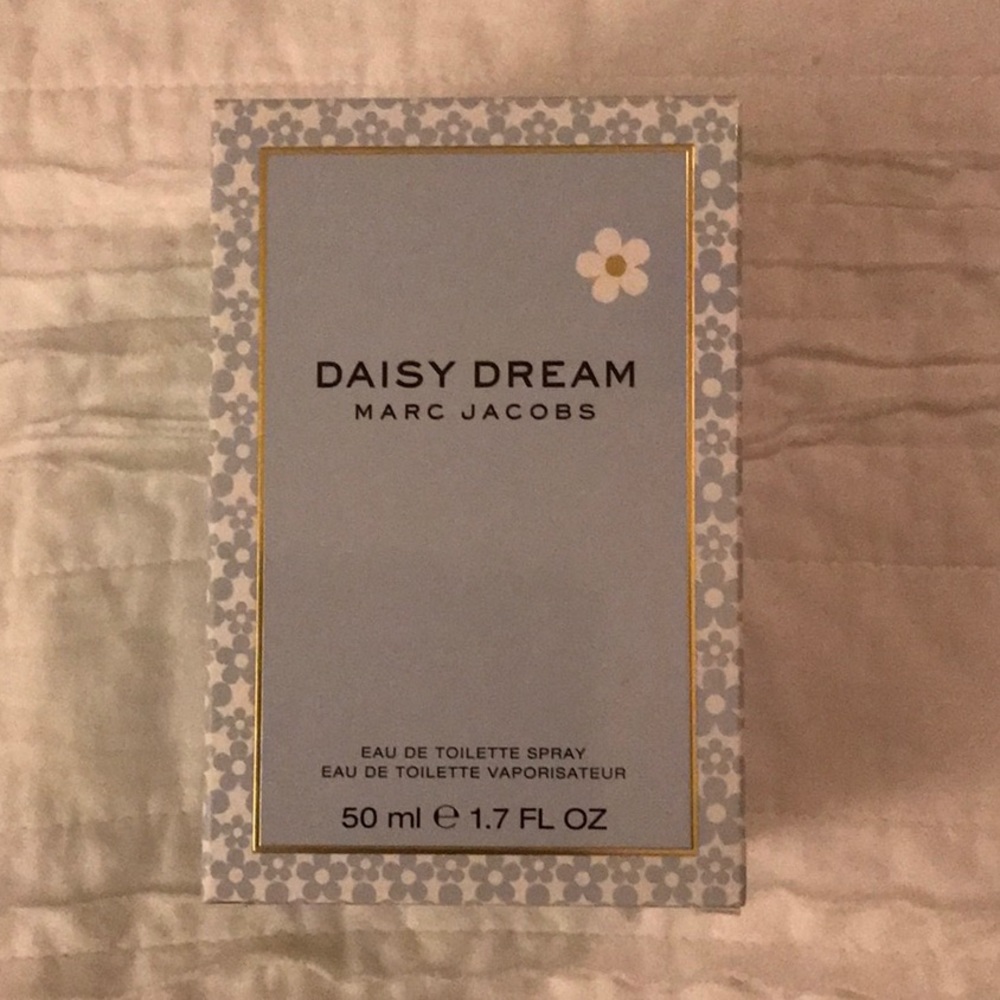 DAISY DREAM
MARC JACOBS
EAU DE TOILETTE SPRAY
EAU DE TOILETTE VAPORISATEUR
50 ml ℮ 1.7 FL OZ